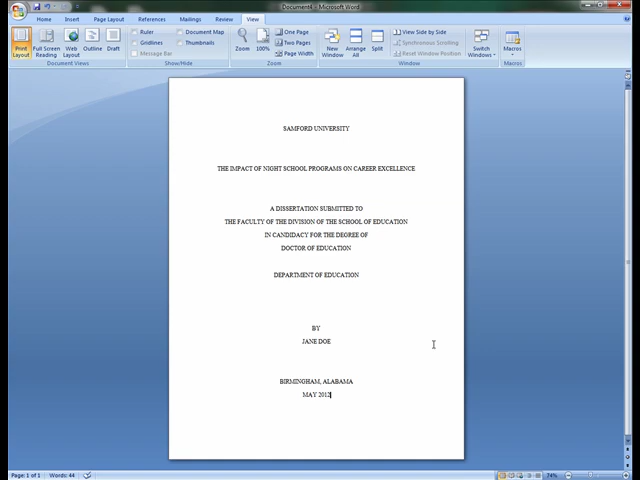 Document4 - Microsoft Word
Home Insert Page Layout References Mailings Review View
Print Layout
Full Screen Reading
Web Layout
Outline
Draft
Document Views
Ruler
Gridlines
Message Bar
Document Map
Thumbnails
Show/Hide
Zoom
100%
One Page
Two Pages
Page Width
Zoom
New Window
Arrange All
Split
View Side by Side
Synchronous Scrolling
Reset Window Position
Window
Switch Windows
Macros
Macros
SAMFORD UNIVERSITY
THE IMPACT OF NIGHT SCHOOL PROGRAMS ON CAREER EXCELLENCE
A DISSERTATION SUBMITTED TO
THE FACULTY OF THE DIVISION OF THE SCHOOL OF EDUCATION
IN CANDIDACY FOR THE DEGREE OF
DOCTOR OF EDUCATION
DEPARTMENT OF EDUCATION
BY
JANE DOE
BIRMINGHAM, ALABAMA
MAY 2012
Page: 1 of 1 Words: 44 74%